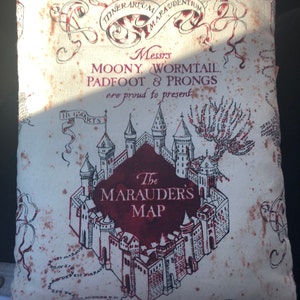 Messrs
MOONY WORMTAIL
PADFOOT & PRONGS
are proud to present
The
MARAUDER'S
MAP